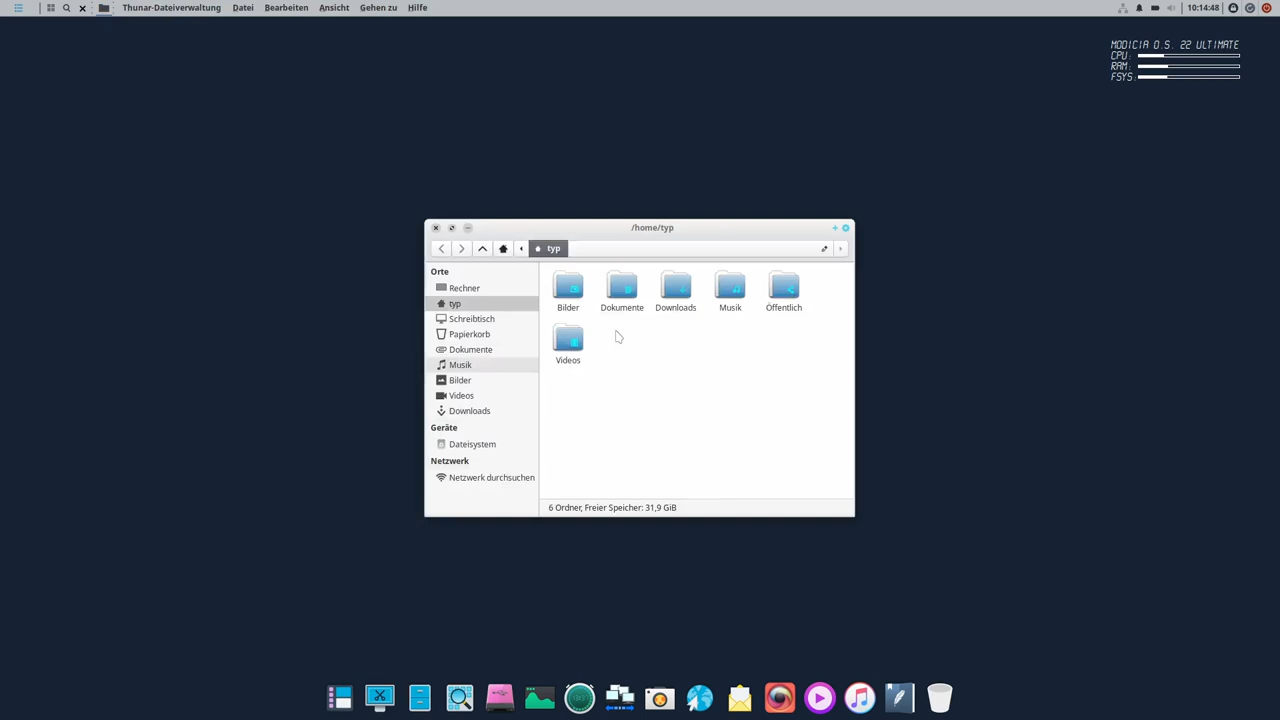 Thunar-Dateiverwaltung Datei Bearbeiten Ansicht Gehen zu Hilfe 10:14:48
MODICIA O.S. 22 ULTIMATE
CPU:
RAM:
FSYS:
/home/typ
typ
Orte
Rechner
typ
Schreibtisch
Papierkorb
Dokumente
Musik
Bilder
Videos
Downloads
Geräte
Dateisystem
Netzwerk
Netzwerk durchsuchen
Bilder Dokumente Downloads Musik Öffentlich
Videos
6 Ordner, Freier Speicher: 31,9 GiB